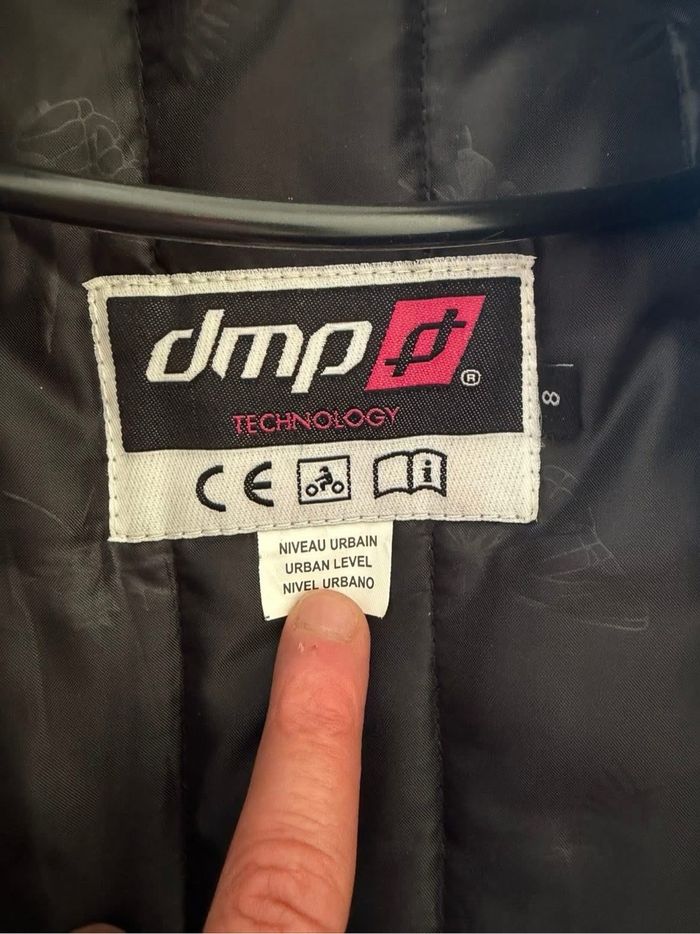 dmp
®
TECHNOLOGY
CE
i
8
NIVEAU URBAIN
URBAN LEVEL
NIVEL URBANO